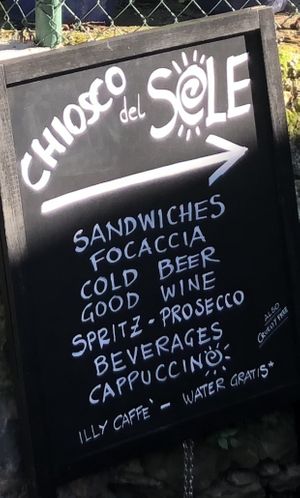 CHIOSCO del SOLE
SANDWICHES
FOCACCIA
COLD BEER
GOOD WINE
SPRITZ - PROSECCO
BEVERAGES
CAPPUCCINO
ALSO
CRUELTY FREE
ILLY CAFFE` - WATER GRATIS*